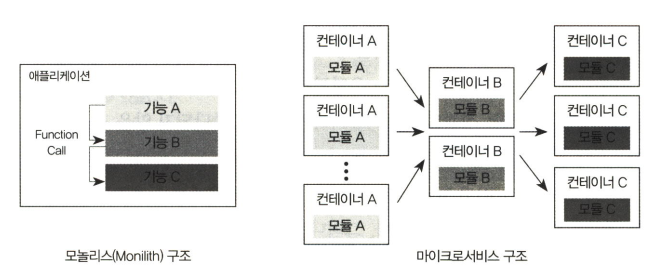 애플리케이션
기능 A
Function
Call
기능 B
기능 C
모놀리스(Monilith) 구조
컨테이너 A
모듈 A
컨테이너 A
모듈 A
컨테이너 A
모듈 A
컨테이너 B
모듈 B
컨테이너 B
모듈 B
컨테이너 C
모듈 C
컨테이너 C
모듈 C
컨테이너 C
모듈 C
마이크로서비스 구조